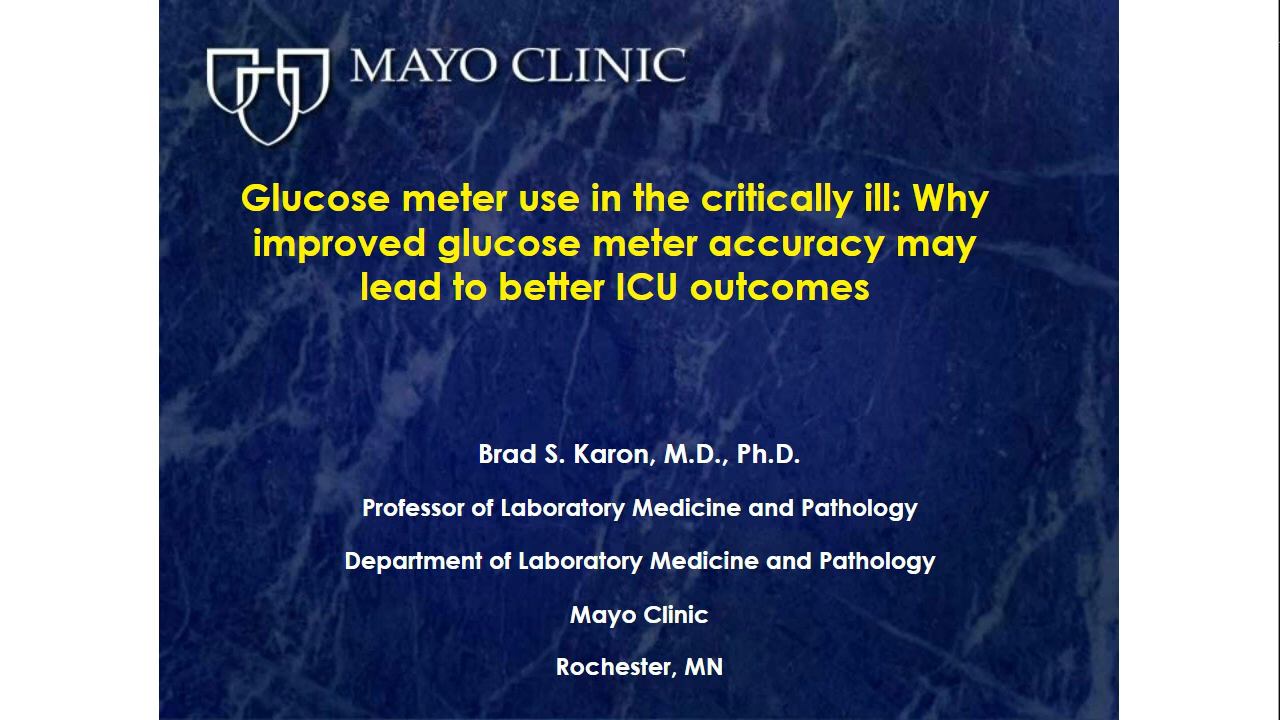 MAYO CLINIC
Glucose meter use in the critically ill: Why
improved glucose meter accuracy may
lead to better ICU outcomes
Brad S. Karon, M.D., Ph.D.
Professor of Laboratory Medicine and Pathology
Department of Laboratory Medicine and Pathology
Mayo Clinic
Rochester, MN